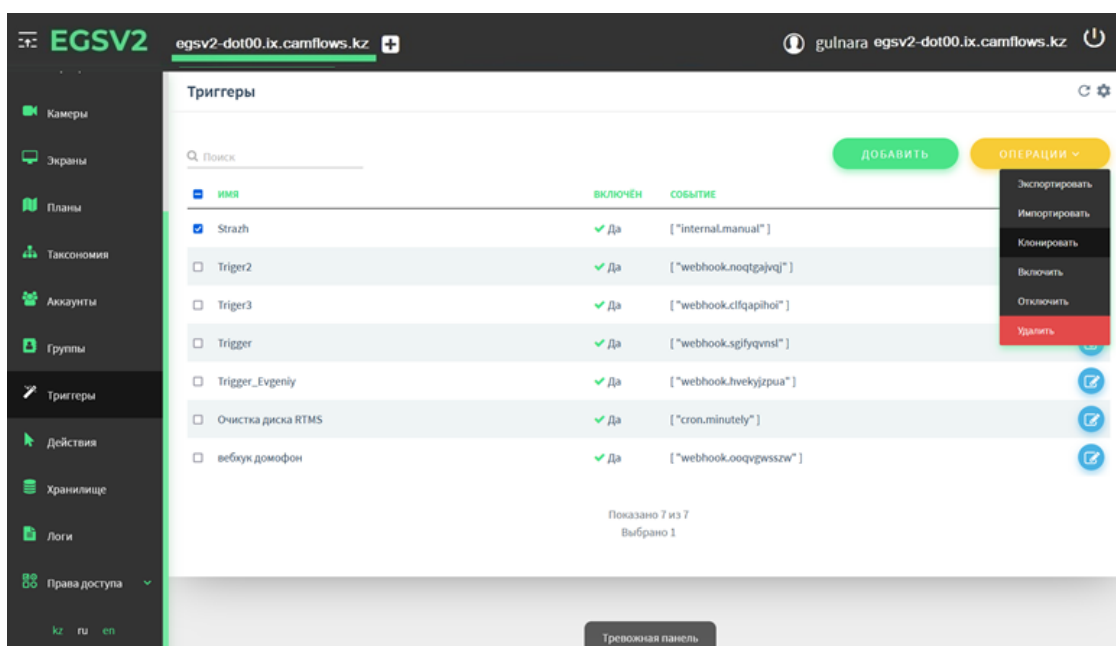 EGSV2
egsv2-dot00.ix.camflows.kz
gulnara egsv2-dot00.ix.camflows.kz
Камеры
Экраны
Планы
Таксономия
Аккаунты
Группы
Триггеры
Действия
Хранилище
Логи
Права доступа
kz ru en
Триггеры
Поиск
ДОБАВИТЬ
ОПЕРАЦИИ
Экспортировать
Импортировать
Клонировать
Включить
Отключить
Удалить
ИМЯ ВКЛЮЧЁН СОБЫТИЕ
Strazh Да [ "internal.manual" ]
Triger2 Да [ "webhook.noqtgajvqj" ]
Triger3 Да [ "webhook.clfqapihoi" ]
Trigger Да [ "webhook.sgifyqvnsl" ]
Trigger_Evgeniy Да [ "webhook.hvekyjzpua" ]
Очистка диска RTMS Да [ "cron.minutely" ]
вебхук домофон Да [ "webhook.ooqvgwsszw" ]
Показано 7 из 7
Выбрано 1
Тревожная панель